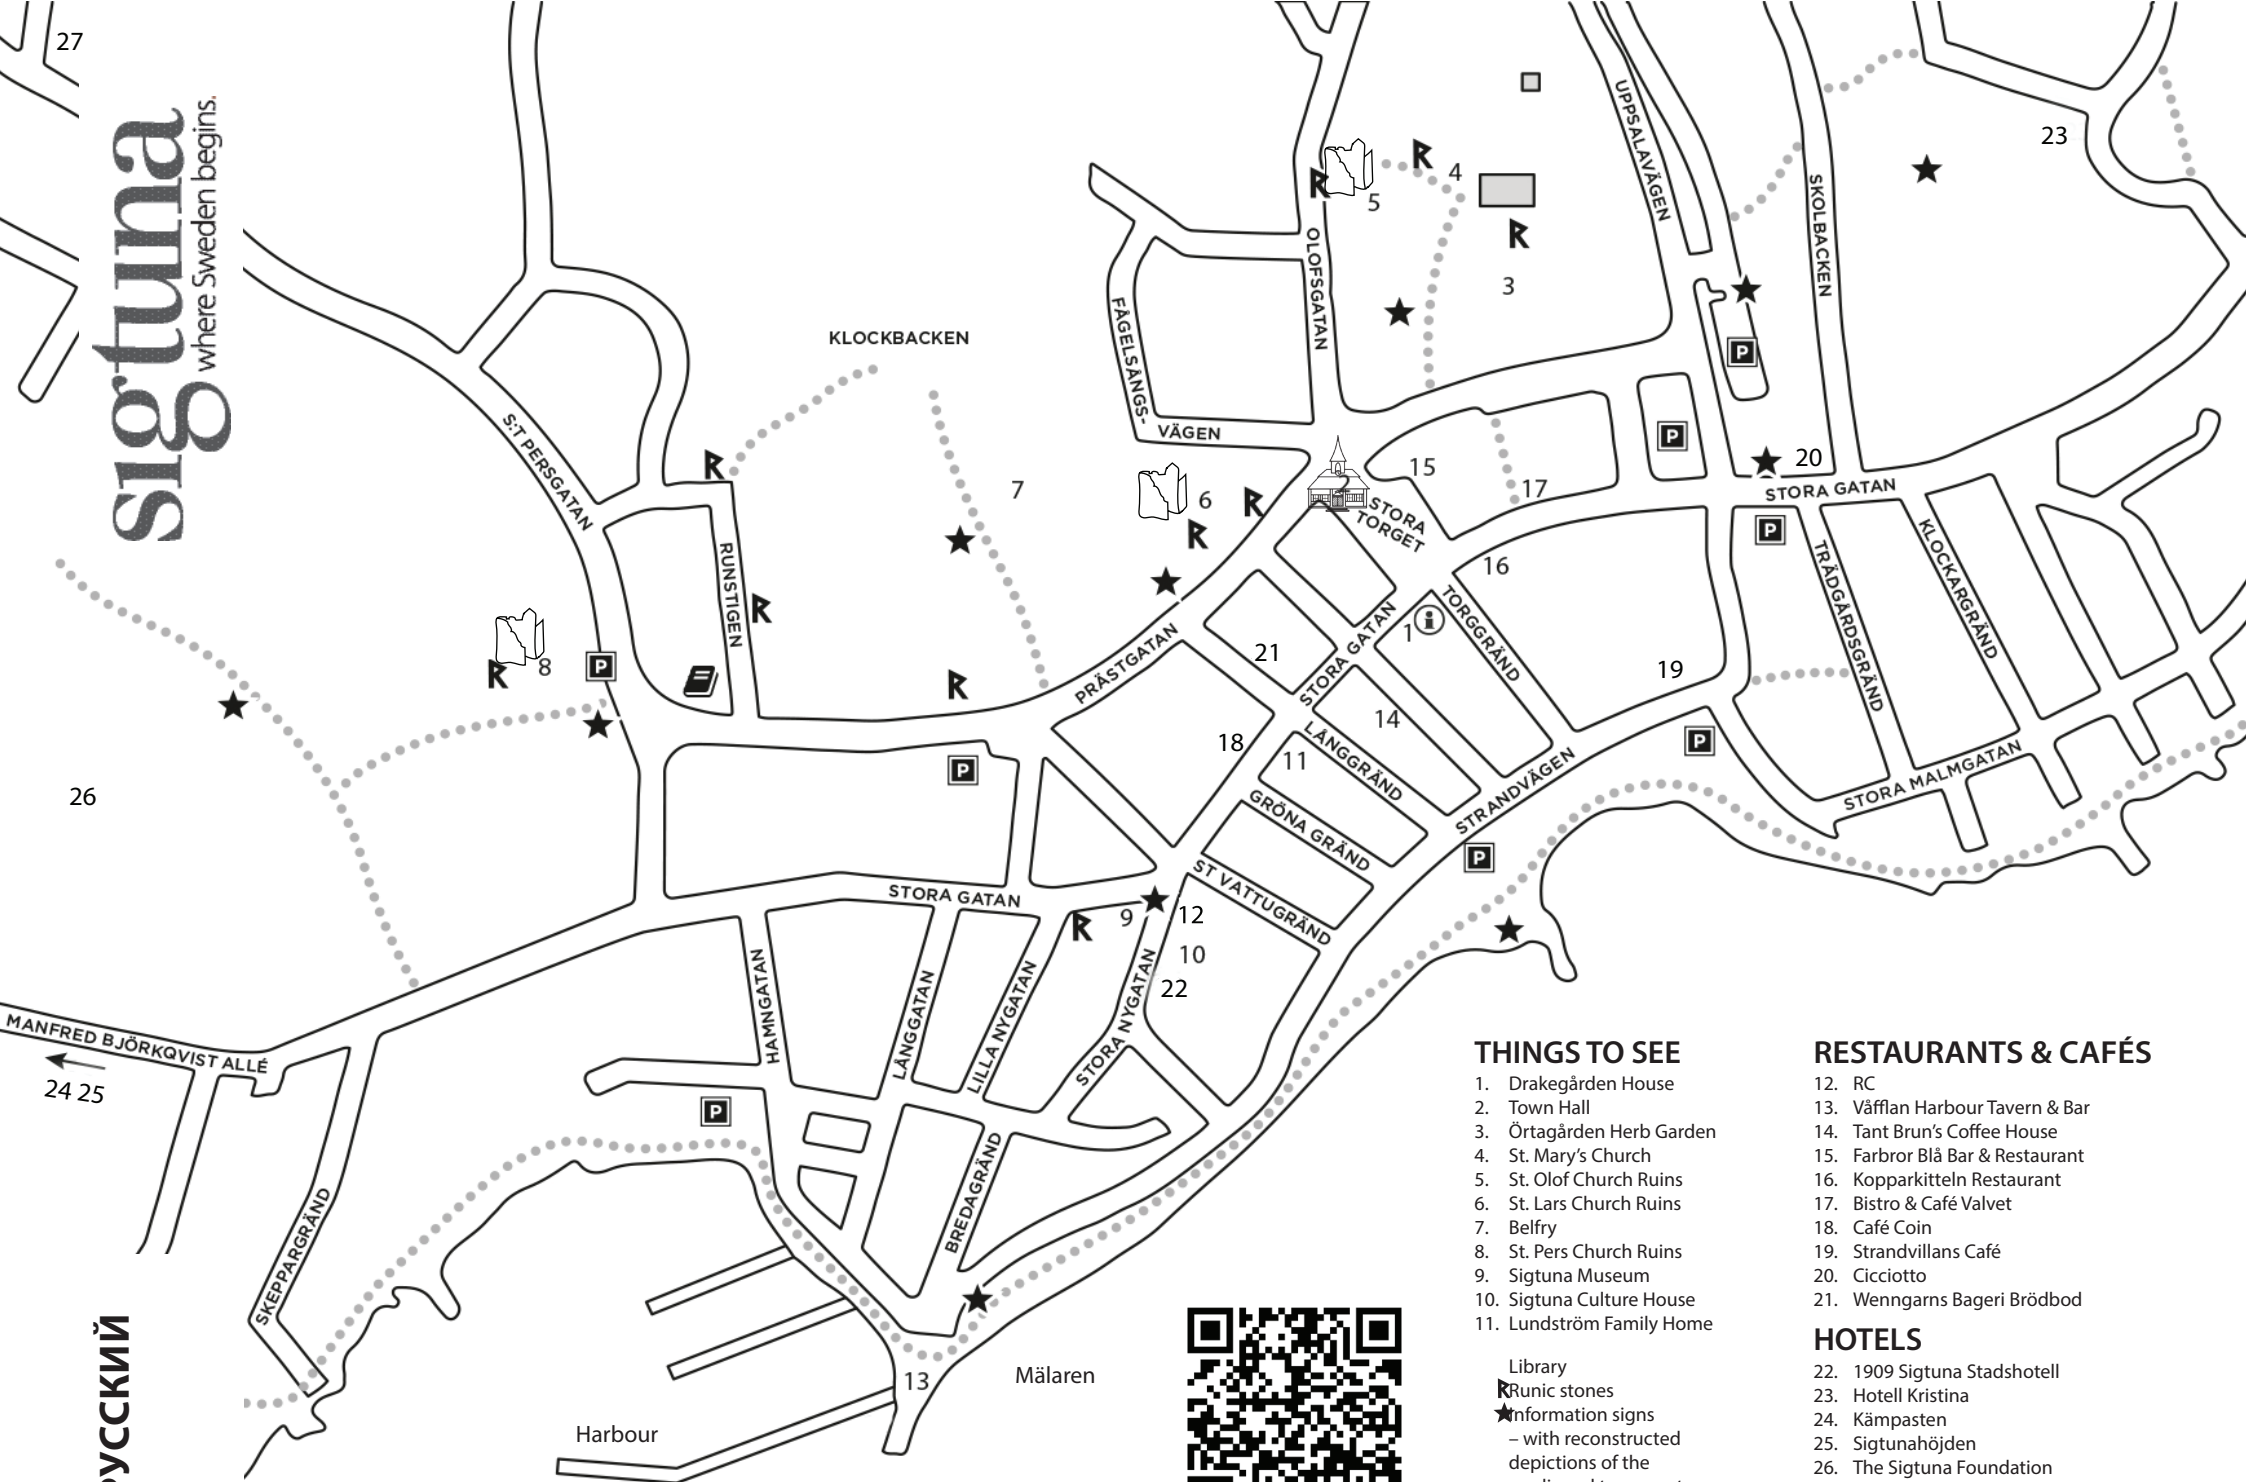 27
sigtuna
where Sweden begins.
23
UPPSALAVÄGEN
SKOLBACKEN
4
5
OLOFSGATAN
3
FÅGELSÅNGS-
VÄGEN
KLOCKBACKEN
S:T PERSGATAN
P
P
20
15
17
2
STORA
TORGET
STORA GATAN
7
6
P
16
TRÄDGÅRDSGRÄND
KLOCKARGRÄND
RUNSTIGEN
8
P
1
i
TORGGRÄND
PRÄSTGATAN
21
STORA GATAN
19
14
18
11
LÅNGGRÄND
P
P
26
STRANDVÄGEN
STORA MALMGATAN
GRÖNA GRÄND
P
ST VATTUGRÄND
STORA GATAN
9
12
10
22
HAMNGATAN
LÅNGGATAN
LILLA NYGATAN
STORA NYGATAN
MANFRED BJÖRKQVIST ALLÉ
24 25
P
BREDAGRÄND
SKEPPARGRÄND
РУССКИЙ
13
Mälaren
Harbour
THINGS TO SEE
1. Drakegården House
2. Town Hall
3. Örtagården Herb Garden
4. St. Mary's Church
5. St. Olof Church Ruins
6. St. Lars Church Ruins
7. Belfry
8. St. Pers Church Ruins
9. Sigtuna Museum
10. Sigtuna Culture House
11. Lundström Family Home
Library
Runic stones
Information signs
– with reconstructed
depictions of the
RESTAURANTS & CAFÉS
12. RC
13. Våfflan Harbour Tavern & Bar
14. Tant Brun's Coffee House
15. Farbror Blå Bar & Restaurant
16. Kopparkitteln Restaurant
17. Bistro & Café Valvet
18. Café Coin
19. Strandvillans Café
20. Cicciotto
21. Wenngarns Bageri Brödbod
HOTELS
22. 1909 Sigtuna Stadshotell
23. Hotell Kristina
24. Kämpasten
25. Sigtunahöjden
26. The Sigtuna Foundation